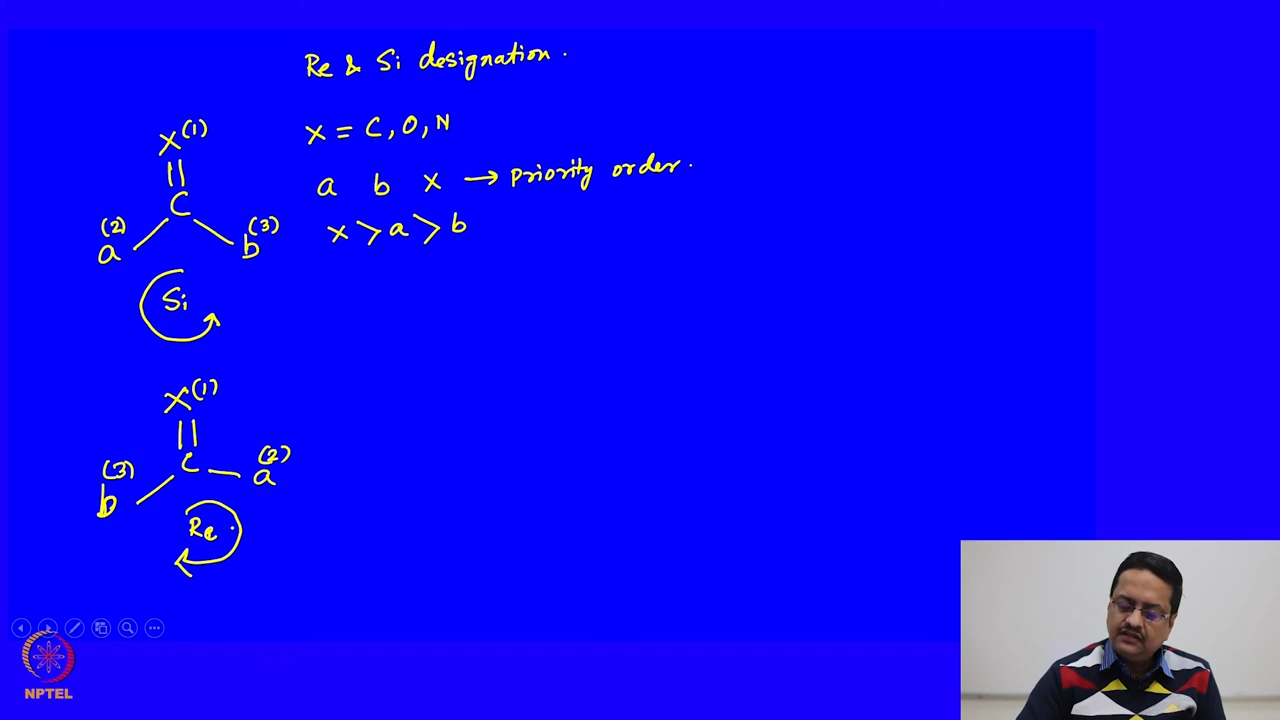 Re & Si designation.
X(1)
||
C
(2) (3)
a b
Si
X = C, O, N
a b x → Priority order.
x > a > b
X(1)
||
C
(3) (2)
b a
Re
NPTEL